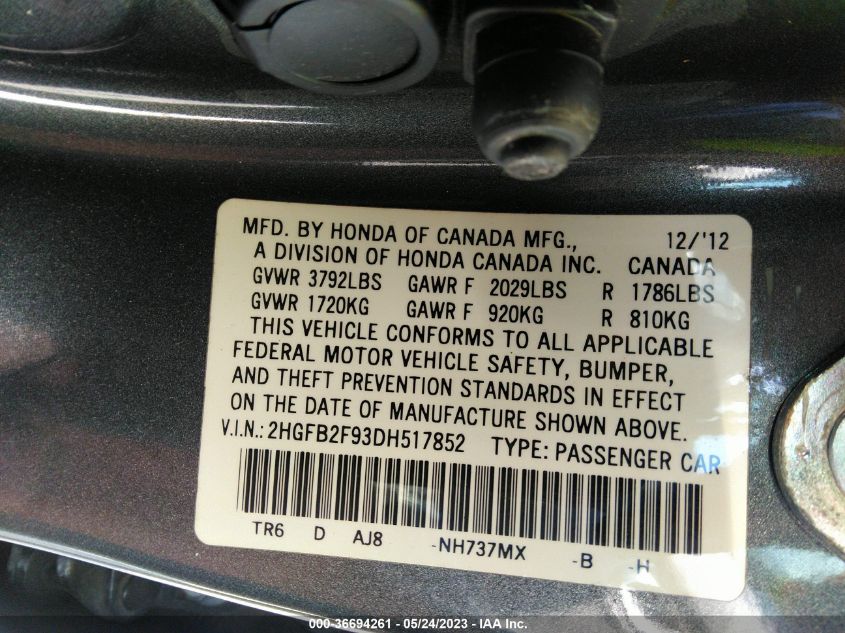 MFD. BY HONDA OF CANADA MFG., 12/'12
A DIVISION OF HONDA CANADA INC. CANADA
GVWR 3792LBS GAWR F 2029LBS R 1786LBS
GVWR 1720KG GAWR F 920KG R 810KG
THIS VEHICLE CONFORMS TO ALL APPLICABLE
FEDERAL MOTOR VEHICLE SAFETY, BUMPER,
AND THEFT PREVENTION STANDARDS IN EFFECT
ON THE DATE OF MANUFACTURE SHOWN ABOVE.
V.I.N.: 2HGFB2F93DH517852 TYPE: PASSENGER CAR
TR6 D AJ8 -NH737MX -B -H
000-36694261 - 05/24/2023 - IAA Inc.